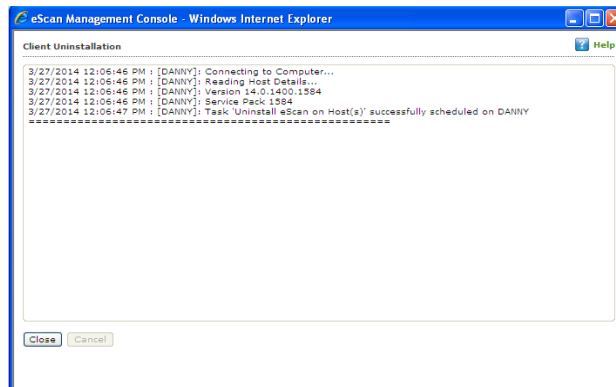 eScan Management Console - Windows Internet Explorer
Client Uninstallation
? Help
3/27/2014 12:06:46 PM : [DANNY]: Connecting to Computer...
3/27/2014 12:06:46 PM : [DANNY]: Reading Host Details...
3/27/2014 12:06:46 PM : [DANNY]: Version 14.0.1400.1584
3/27/2014 12:06:46 PM : [DANNY]: Service Pack 1584
3/27/2014 12:06:47 PM : [DANNY]: Task 'Uninstall eScan on Host(s)' successfully scheduled on DANNY
====================================================
Close Cancel